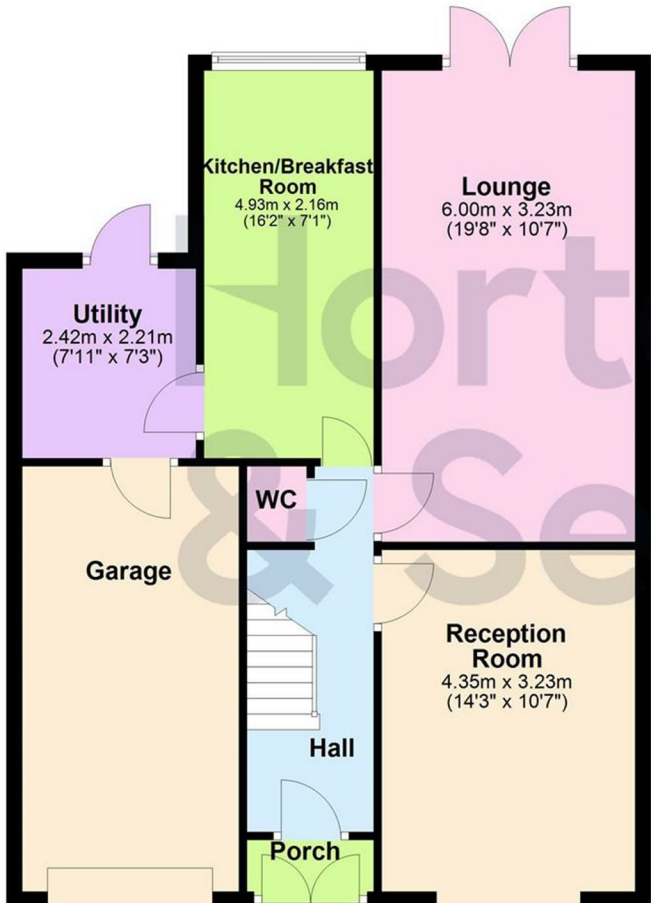 Kitchen/Breakfast
Room
4.93m x 2.16m
(16'2" x 7'1")
Lounge
6.00m x 3.23m
(19'8" x 10'7")
Utility
2.42m x 2.21m
(7'11" x 7'3")
WC
Garage
Reception
Room
4.35m x 3.23m
(14'3" x 10'7")
Hall
Porch
Hort
& Se